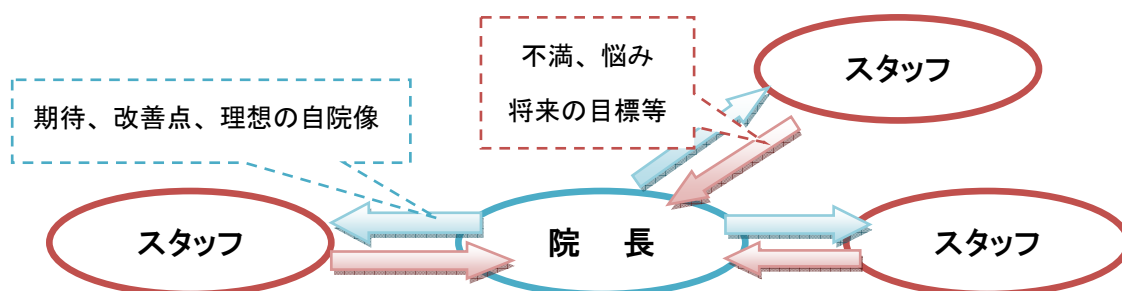 不満、悩み
将来の目標等
スタッフ
期待、改善点、理想の自院像
スタッフ
院　長
スタッフ